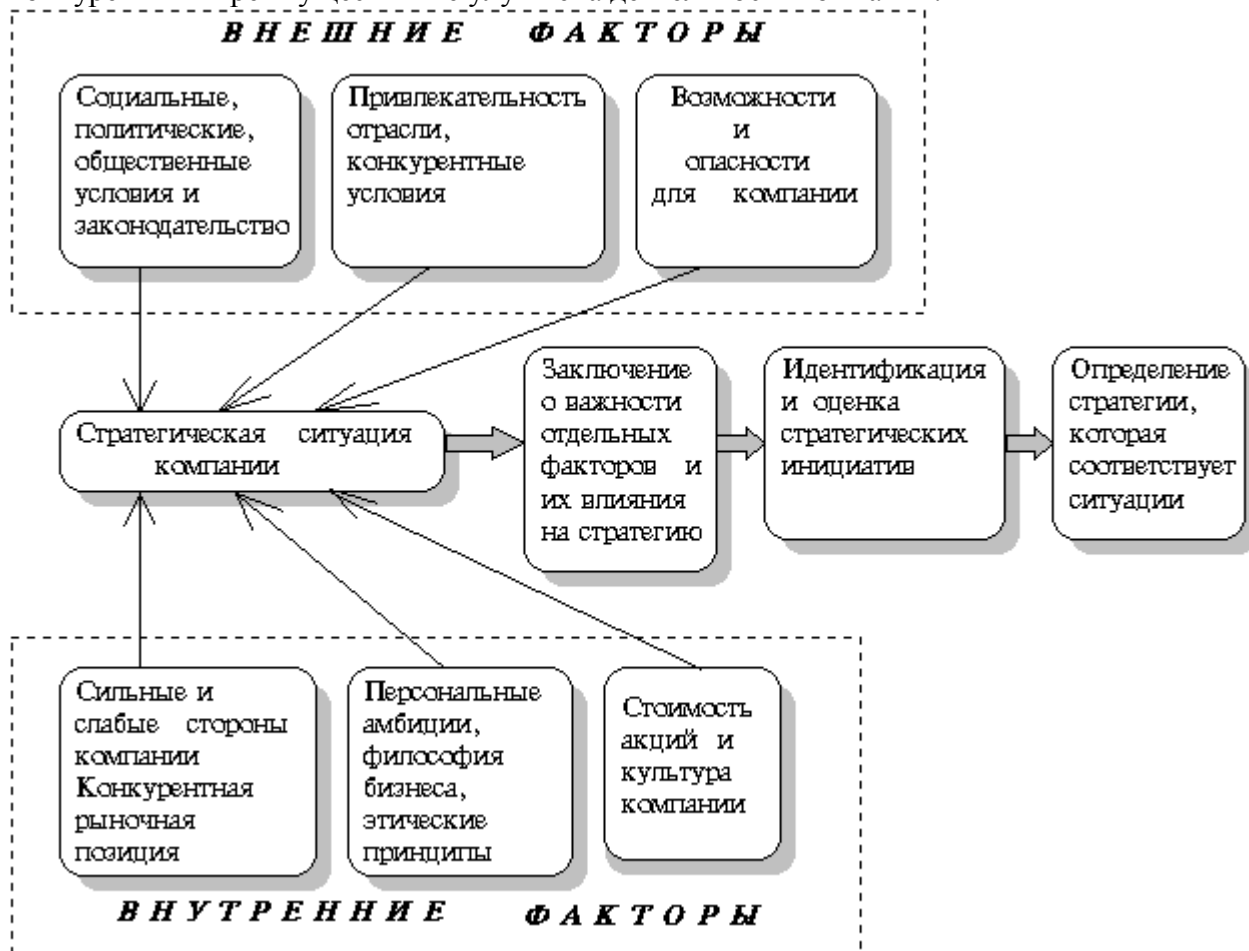 ВНЕШНИЕ ФАКТОРЫ
Социальные,
политические,
общественные
условия и
законодательство
Привлекательность
отрасли,
конкурентные
условия
Возможности
и
опасности
для компании
Стратегическая ситуация
компании
Заключение
о важности
отдельных
факторов и
их влияния
на стратегию
Идентификация
и оценка
стратегических
инициатив
Определение
стратегии,
которая
соответствует
ситуации
Сильные и
слабые стороны
компании
Конкурентная
рыночная
позиция
Персональные
амбиции,
философия
бизнеса,
этические
принципы
Стоимость
акций и
культура
компании
ВНУТРЕННИЕ ФАКТОРЫ